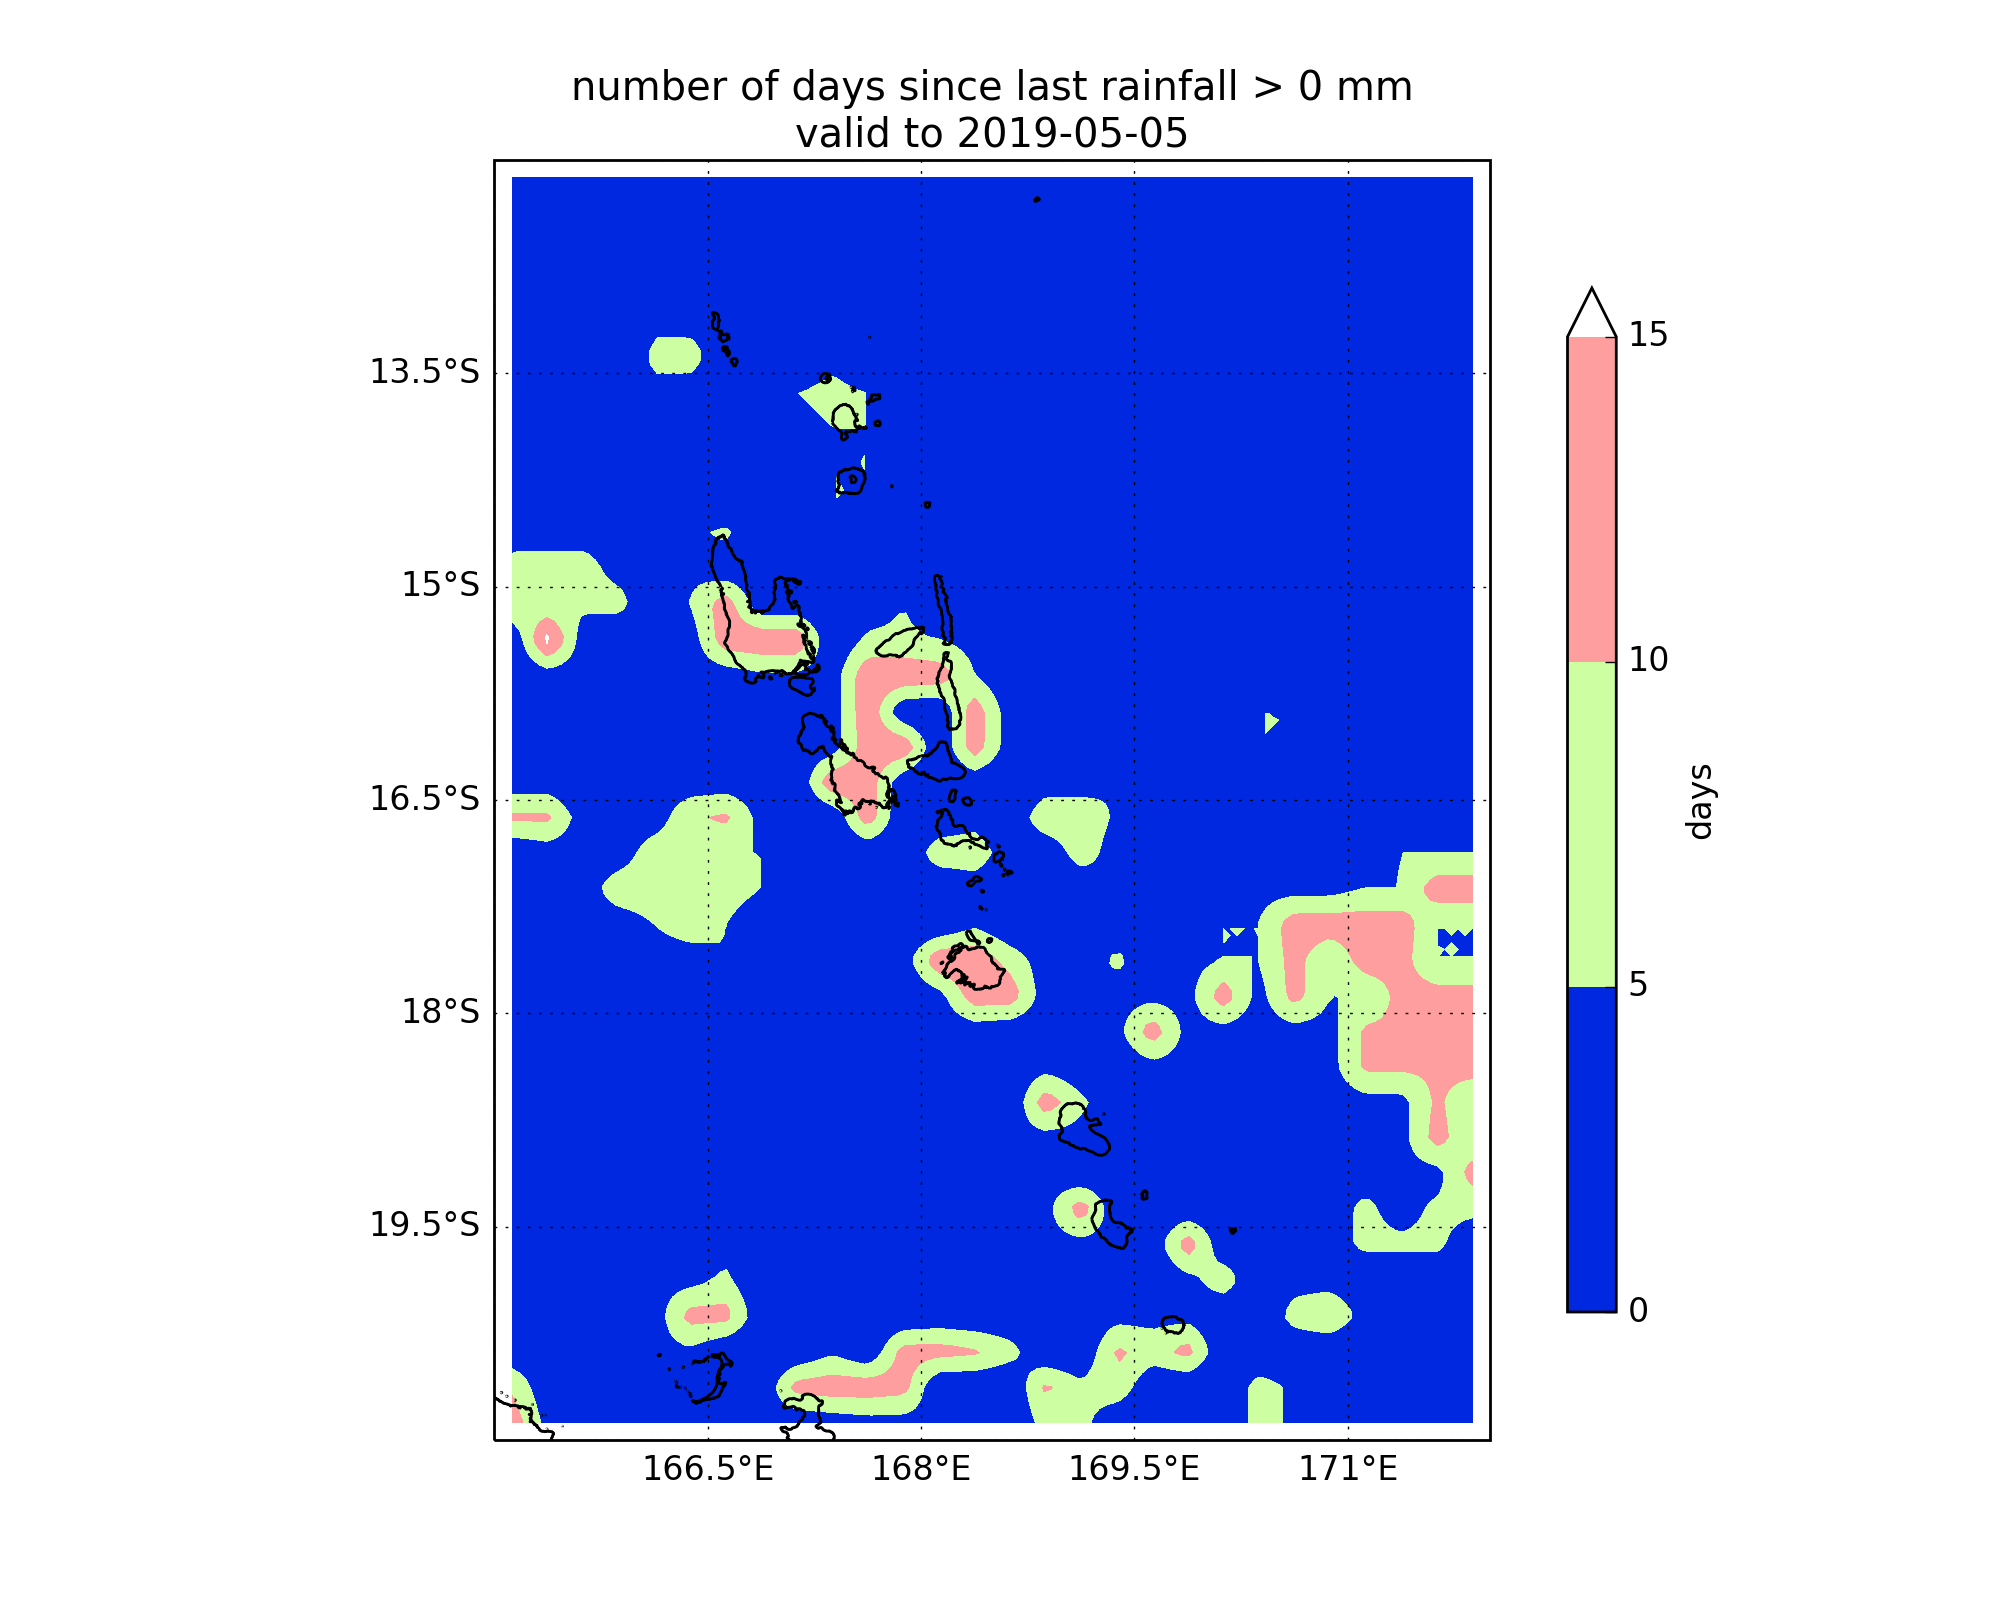 number of days since last rainfall > 0 mm
valid to 2019-05-05
13.5°S
15°S
16.5°S
18°S
19.5°S
166.5°E
168°E
169.5°E
171°E
15
10
5
0
days